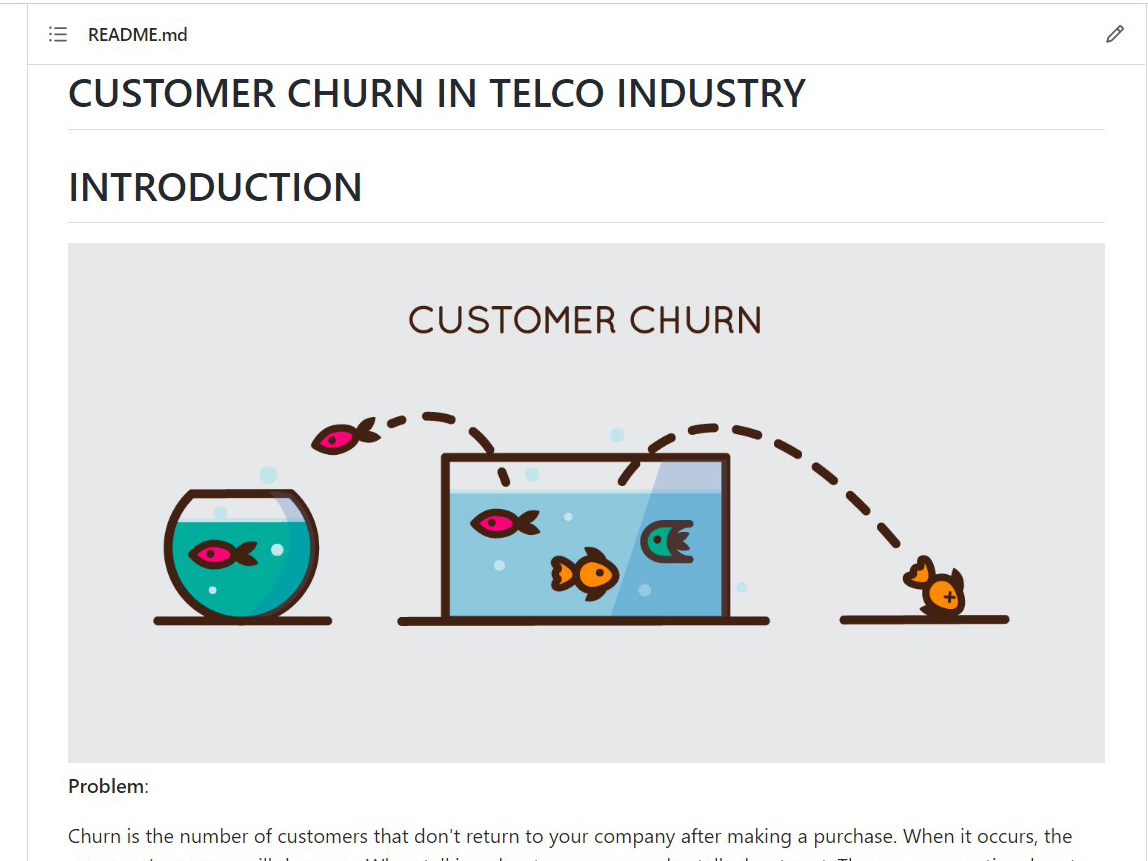 README.md
CUSTOMER CHURN IN TELCO INDUSTRY
INTRODUCTION
CUSTOMER CHURN
Problem:
Churn is the number of customers that don't return to your company after making a purchase. When it occurs, the